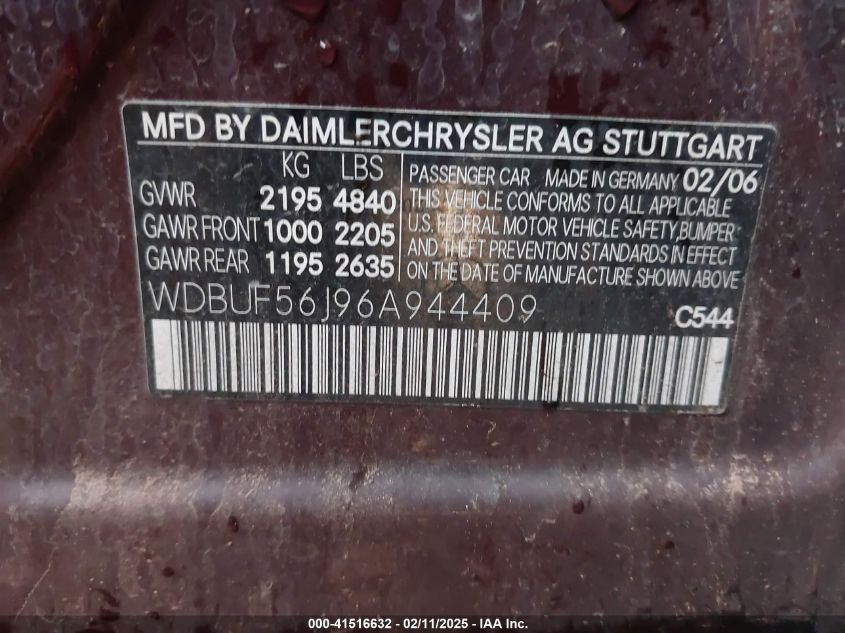 MFD BY DAIMLERCHRYSLER AG STUTTGART
KG LBS
GVWR 2195 4840
GAWR FRONT 1000 2205
GAWR REAR 1195 2635
PASSENGER CAR MADE IN GERMANY 02/06
THIS VEHICLE CONFORMS TO ALL APPLICABLE
U.S. FEDERAL MOTOR VEHICLE SAFETY,BUMPER
AND THEFT PREVENTION STANDARDS IN EFFECT
ON THE DATE OF MANUFACTURE SHOWN ABOVE
WDBUF56J96A944409
C544
000-41516632 - 02/11/2025 - IAA Inc.